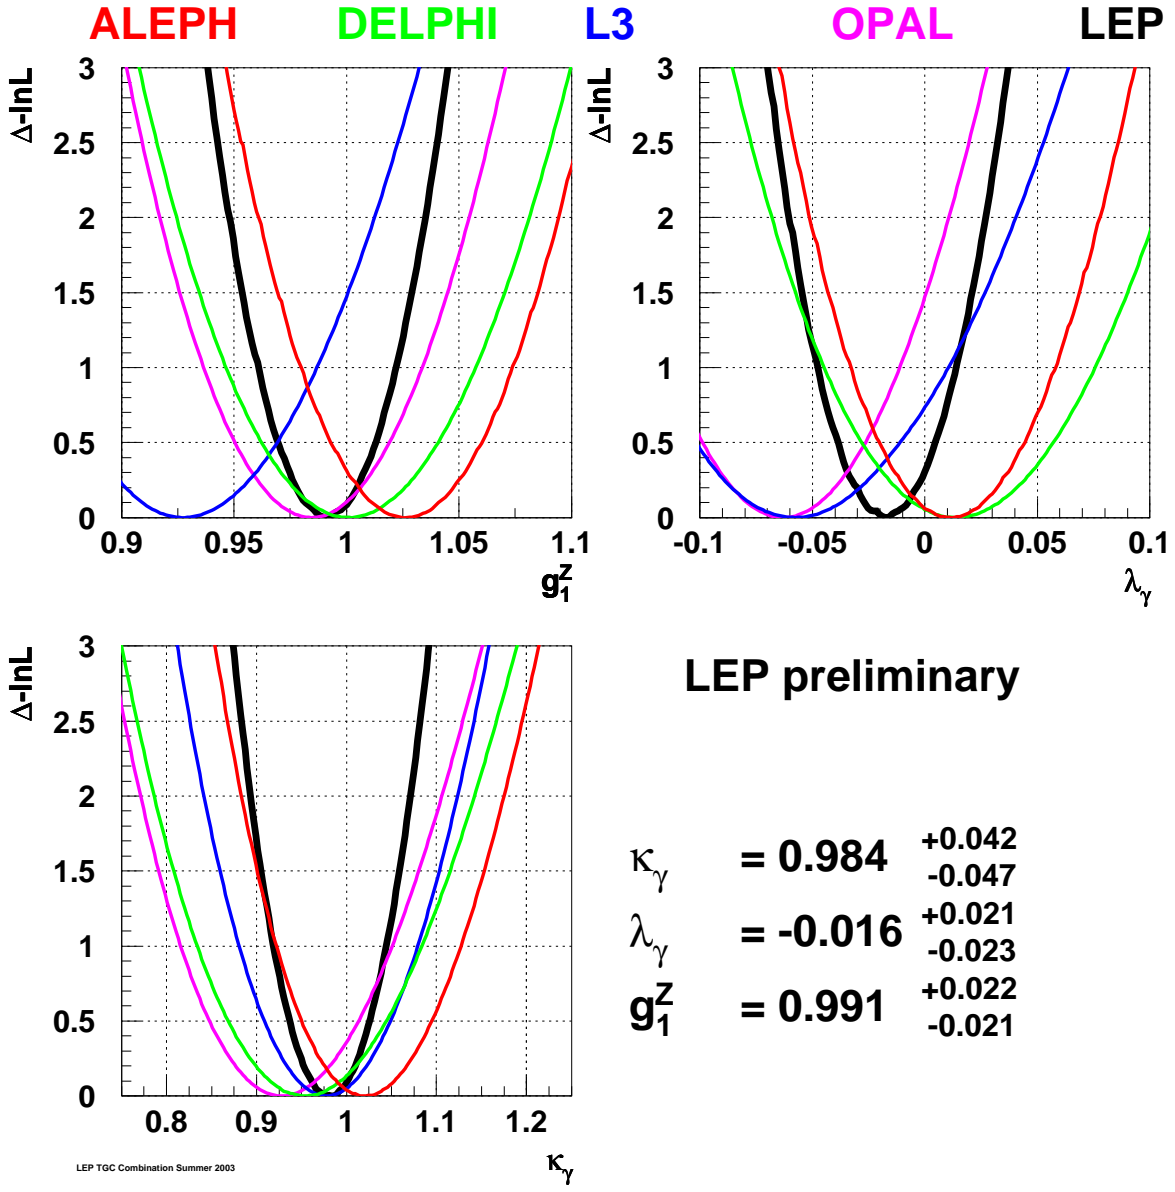 ALEPH DELPHI L3 OPAL LEP
Δ-lnL
3
2.5
2
1.5
1
0.5
0
0.9 0.95 1 1.05 1.1
g₁ᶻ
Δ-lnL
3
2.5
2
1.5
1
0.5
0
-0.1 -0.05 0 0.05 0.1
λᵧ
Δ-lnL
3
2.5
2
1.5
1
0.5
0
0.8 0.9 1 1.1 1.2
κᵧ
LEP preliminary
κᵧ = 0.984 +0.042 -0.047
λᵧ = -0.016 +0.021 -0.023
g₁ᶻ = 0.991 +0.022 -0.021
LEP TGC Combination Summer 2003